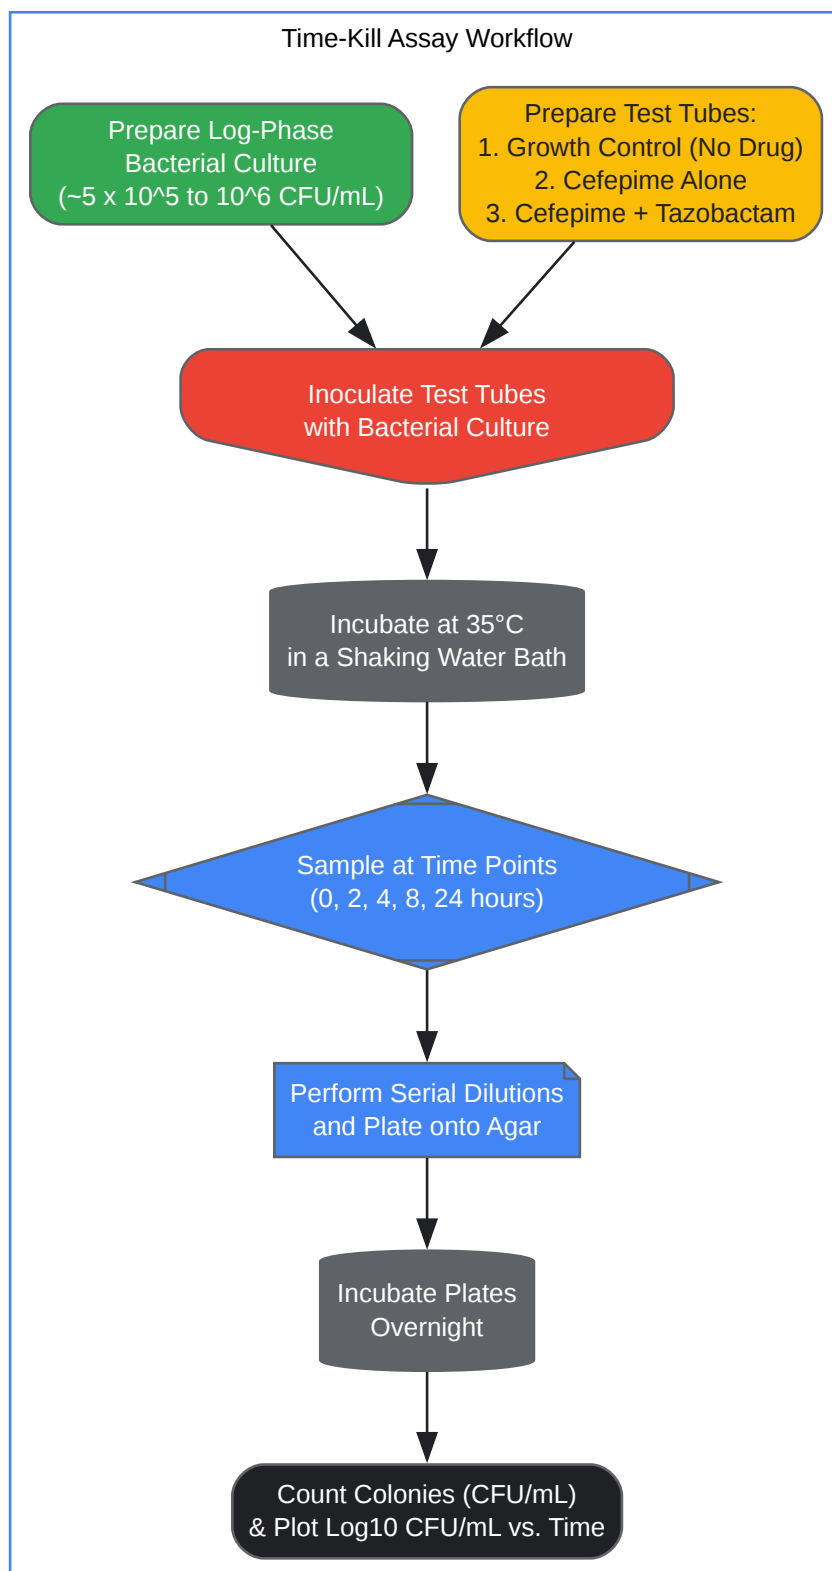 Time-Kill Assay Workflow
Prepare Log-Phase
Bacterial Culture
(~5 x 10^5 to 10^6 CFU/mL)
Prepare Test Tubes:
1. Growth Control (No Drug)
2. Cefepime Alone
3. Cefepime + Tazobactam
Inoculate Test Tubes
with Bacterial Culture
Incubate at 35°C
in a Shaking Water Bath
Sample at Time Points
(0, 2, 4, 8, 24 hours)
Perform Serial Dilutions
and Plate onto Agar
Incubate Plates
Overnight
Count Colonies (CFU/mL)
& Plot Log10 CFU/mL vs. Time